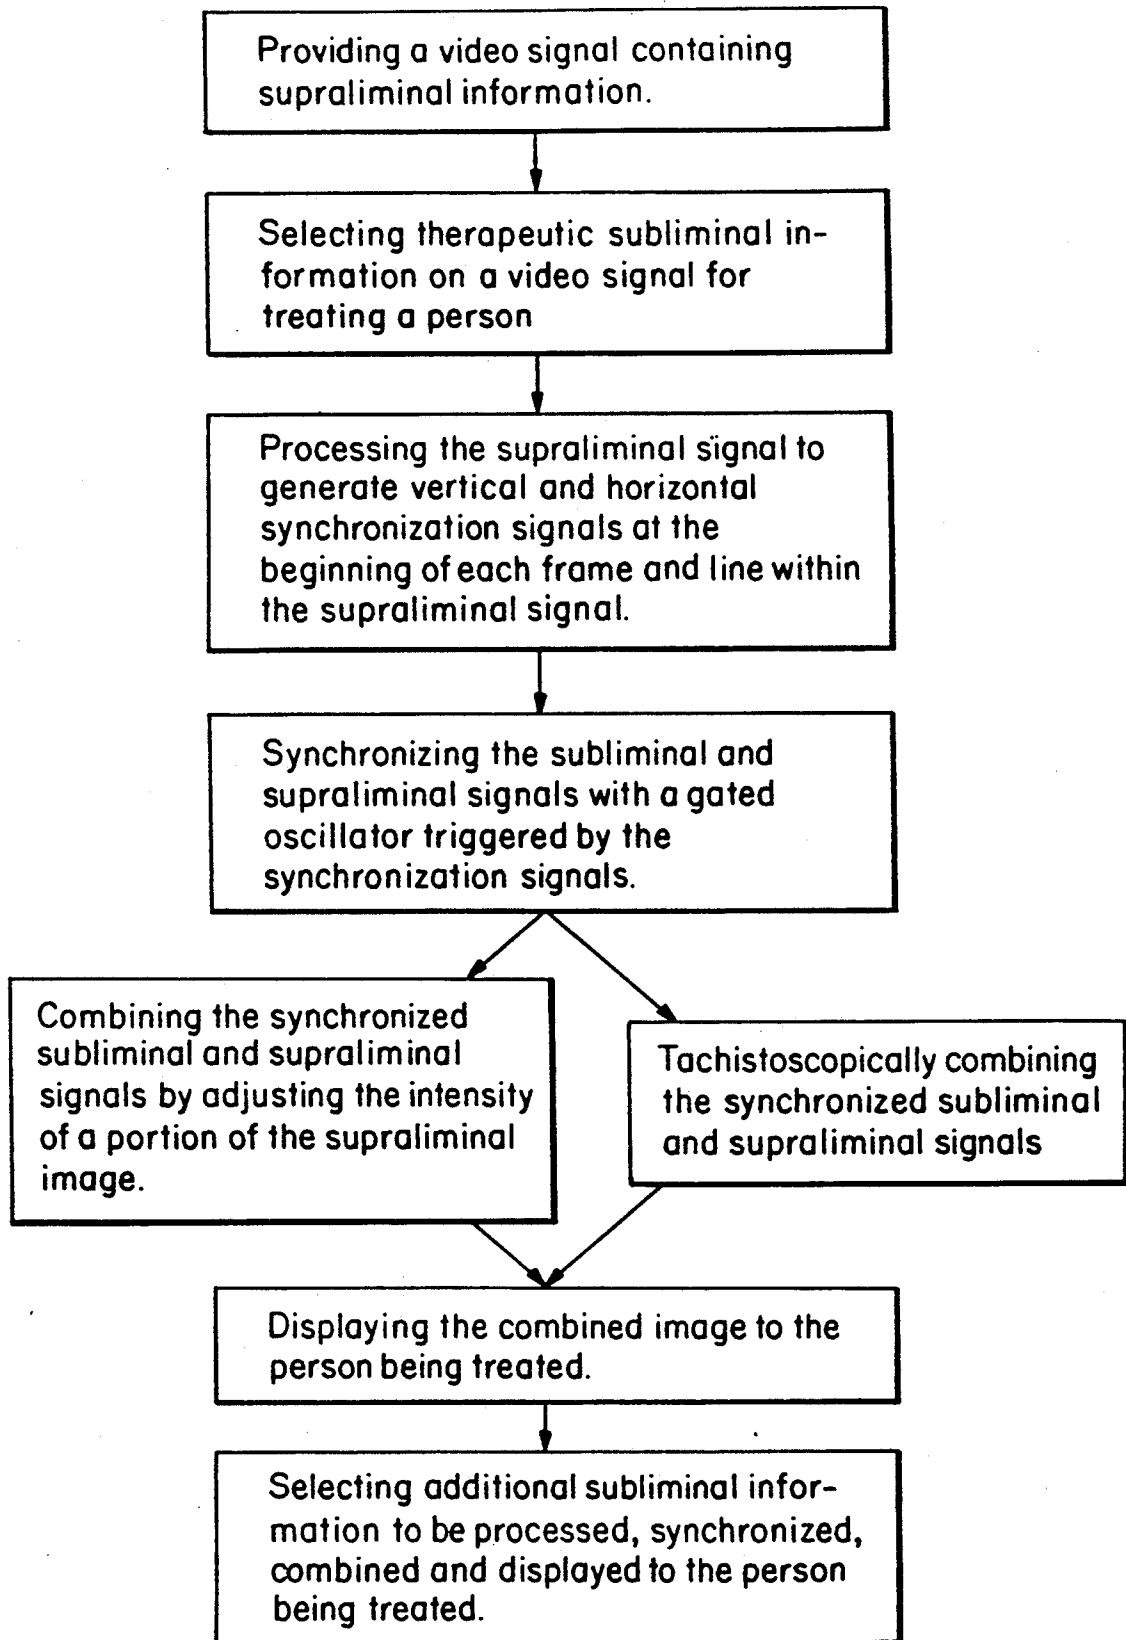 Providing a video signal containing
supraliminal information.
Selecting therapeutic subliminal in-
formation on a video signal for
treating a person
Processing the supraliminal signal to
generate vertical and horizontal
synchronization signals at the
beginning of each frame and line within
the supraliminal signal.
Synchronizing the subliminal and
supraliminal signals with a gated
oscillator triggered by the
synchronization signals.
Combining the synchronized
subliminal and supraliminal
signals by adjusting the intensity
of a portion of the supraliminal
image.
Tachistoscopically combining
the synchronized subliminal
and supraliminal signals
Displaying the combined image to the
person being treated.
Selecting additional subliminal infor-
mation to be processed, synchronized,
combined and displayed to the person
being treated.